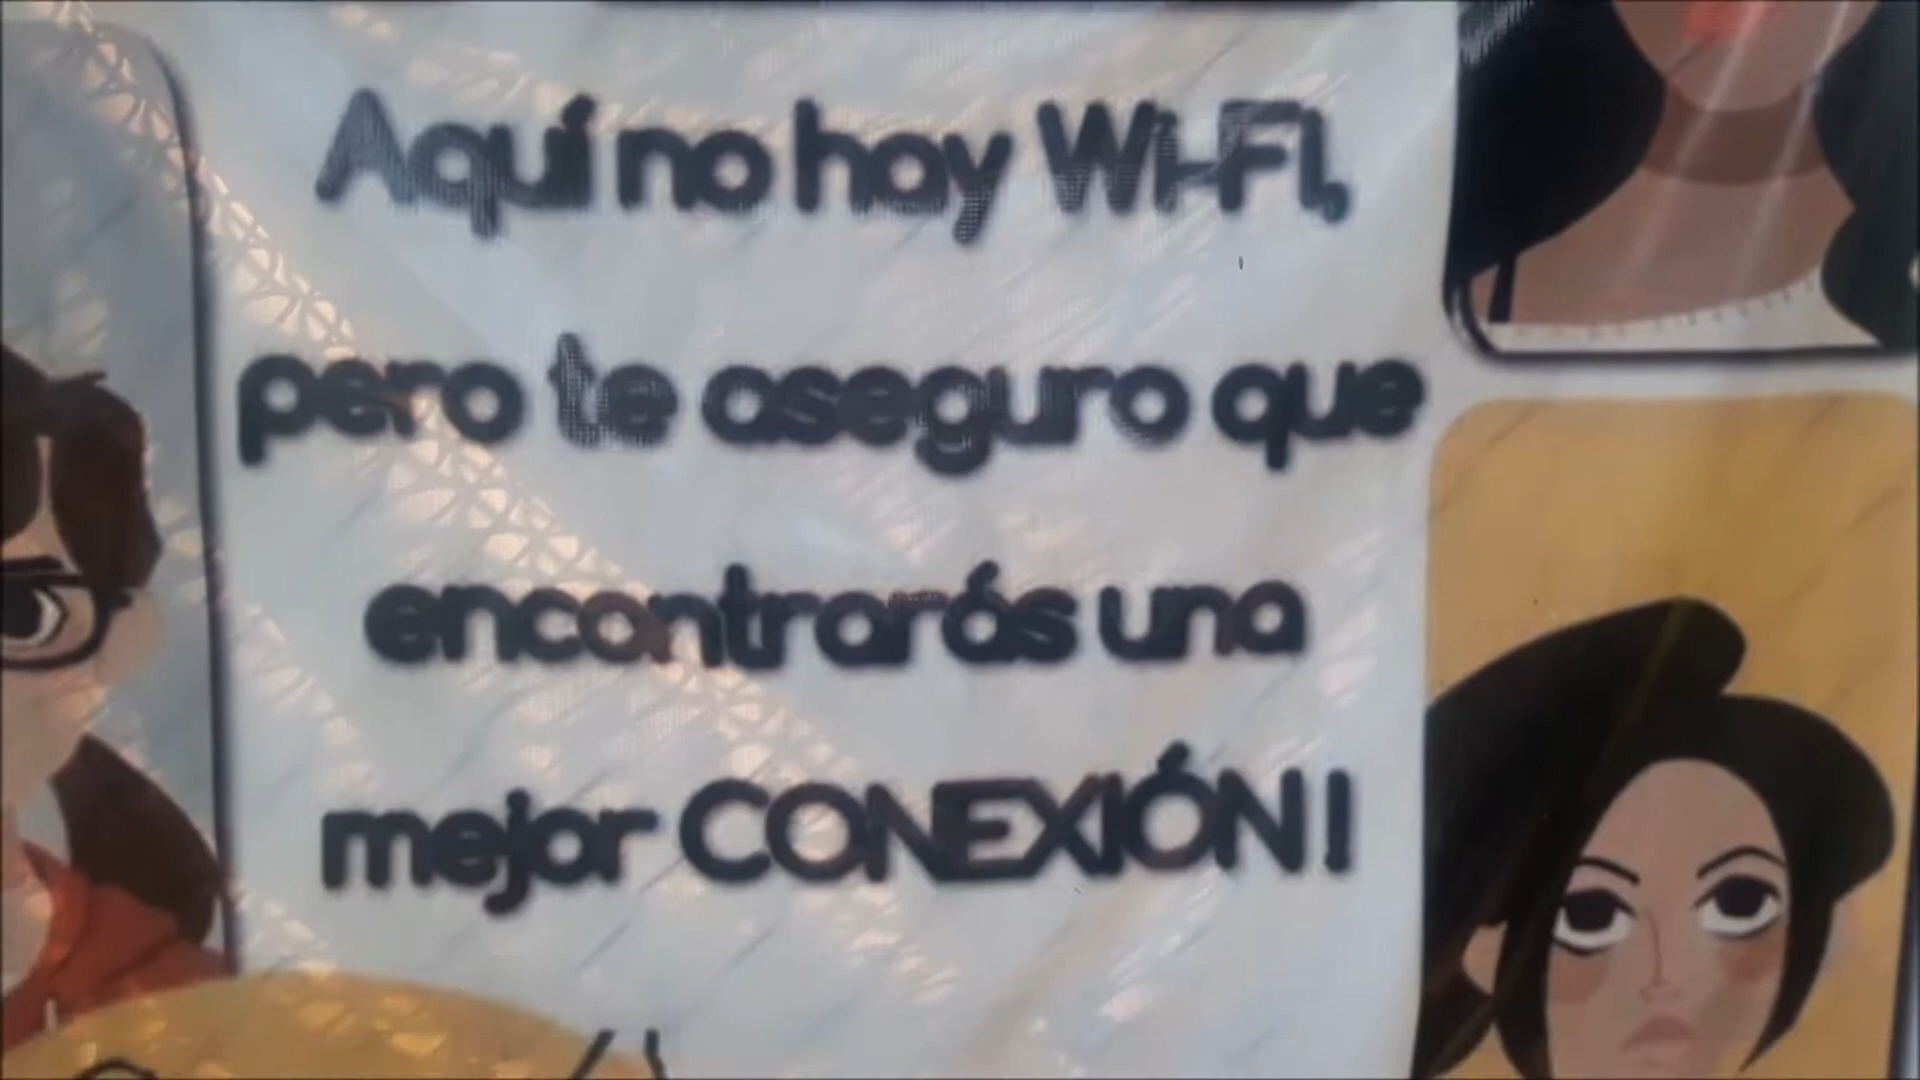 Aquí no hay Wi-Fi,
pero te aseguro que
encontrarás una
mejor CONEXIÓN!